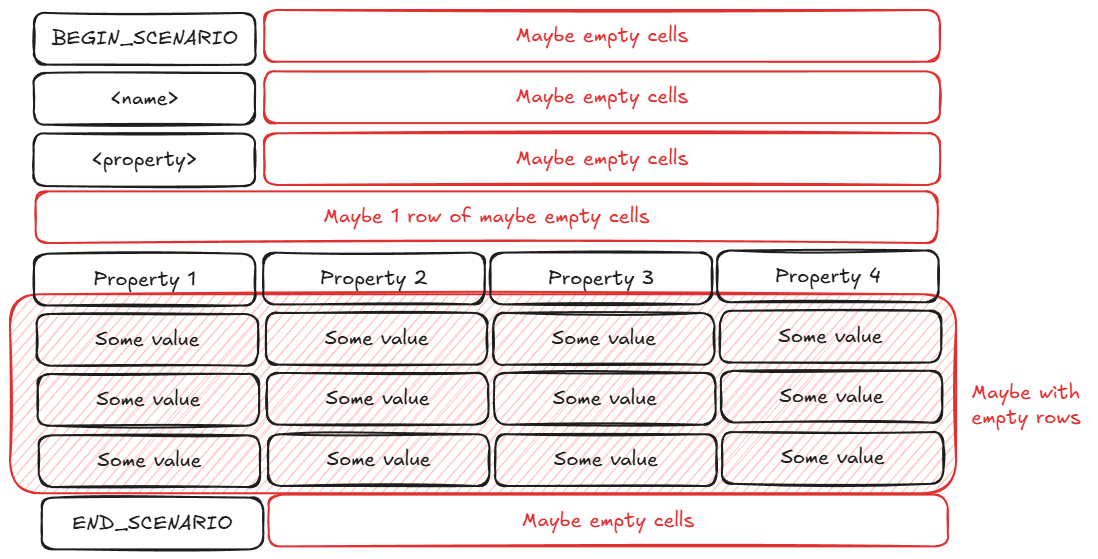 BEGIN_SCENARIO Maybe empty cells
<name> Maybe empty cells
<property> Maybe empty cells
Maybe 1 row of maybe empty cells
Property 1 Property 2 Property 3 Property 4
Some value Some value Some value Some value
Some value Some value Some value Some value
Some value Some value Some value Some value
Maybe with
empty rows
END_SCENARIO Maybe empty cells